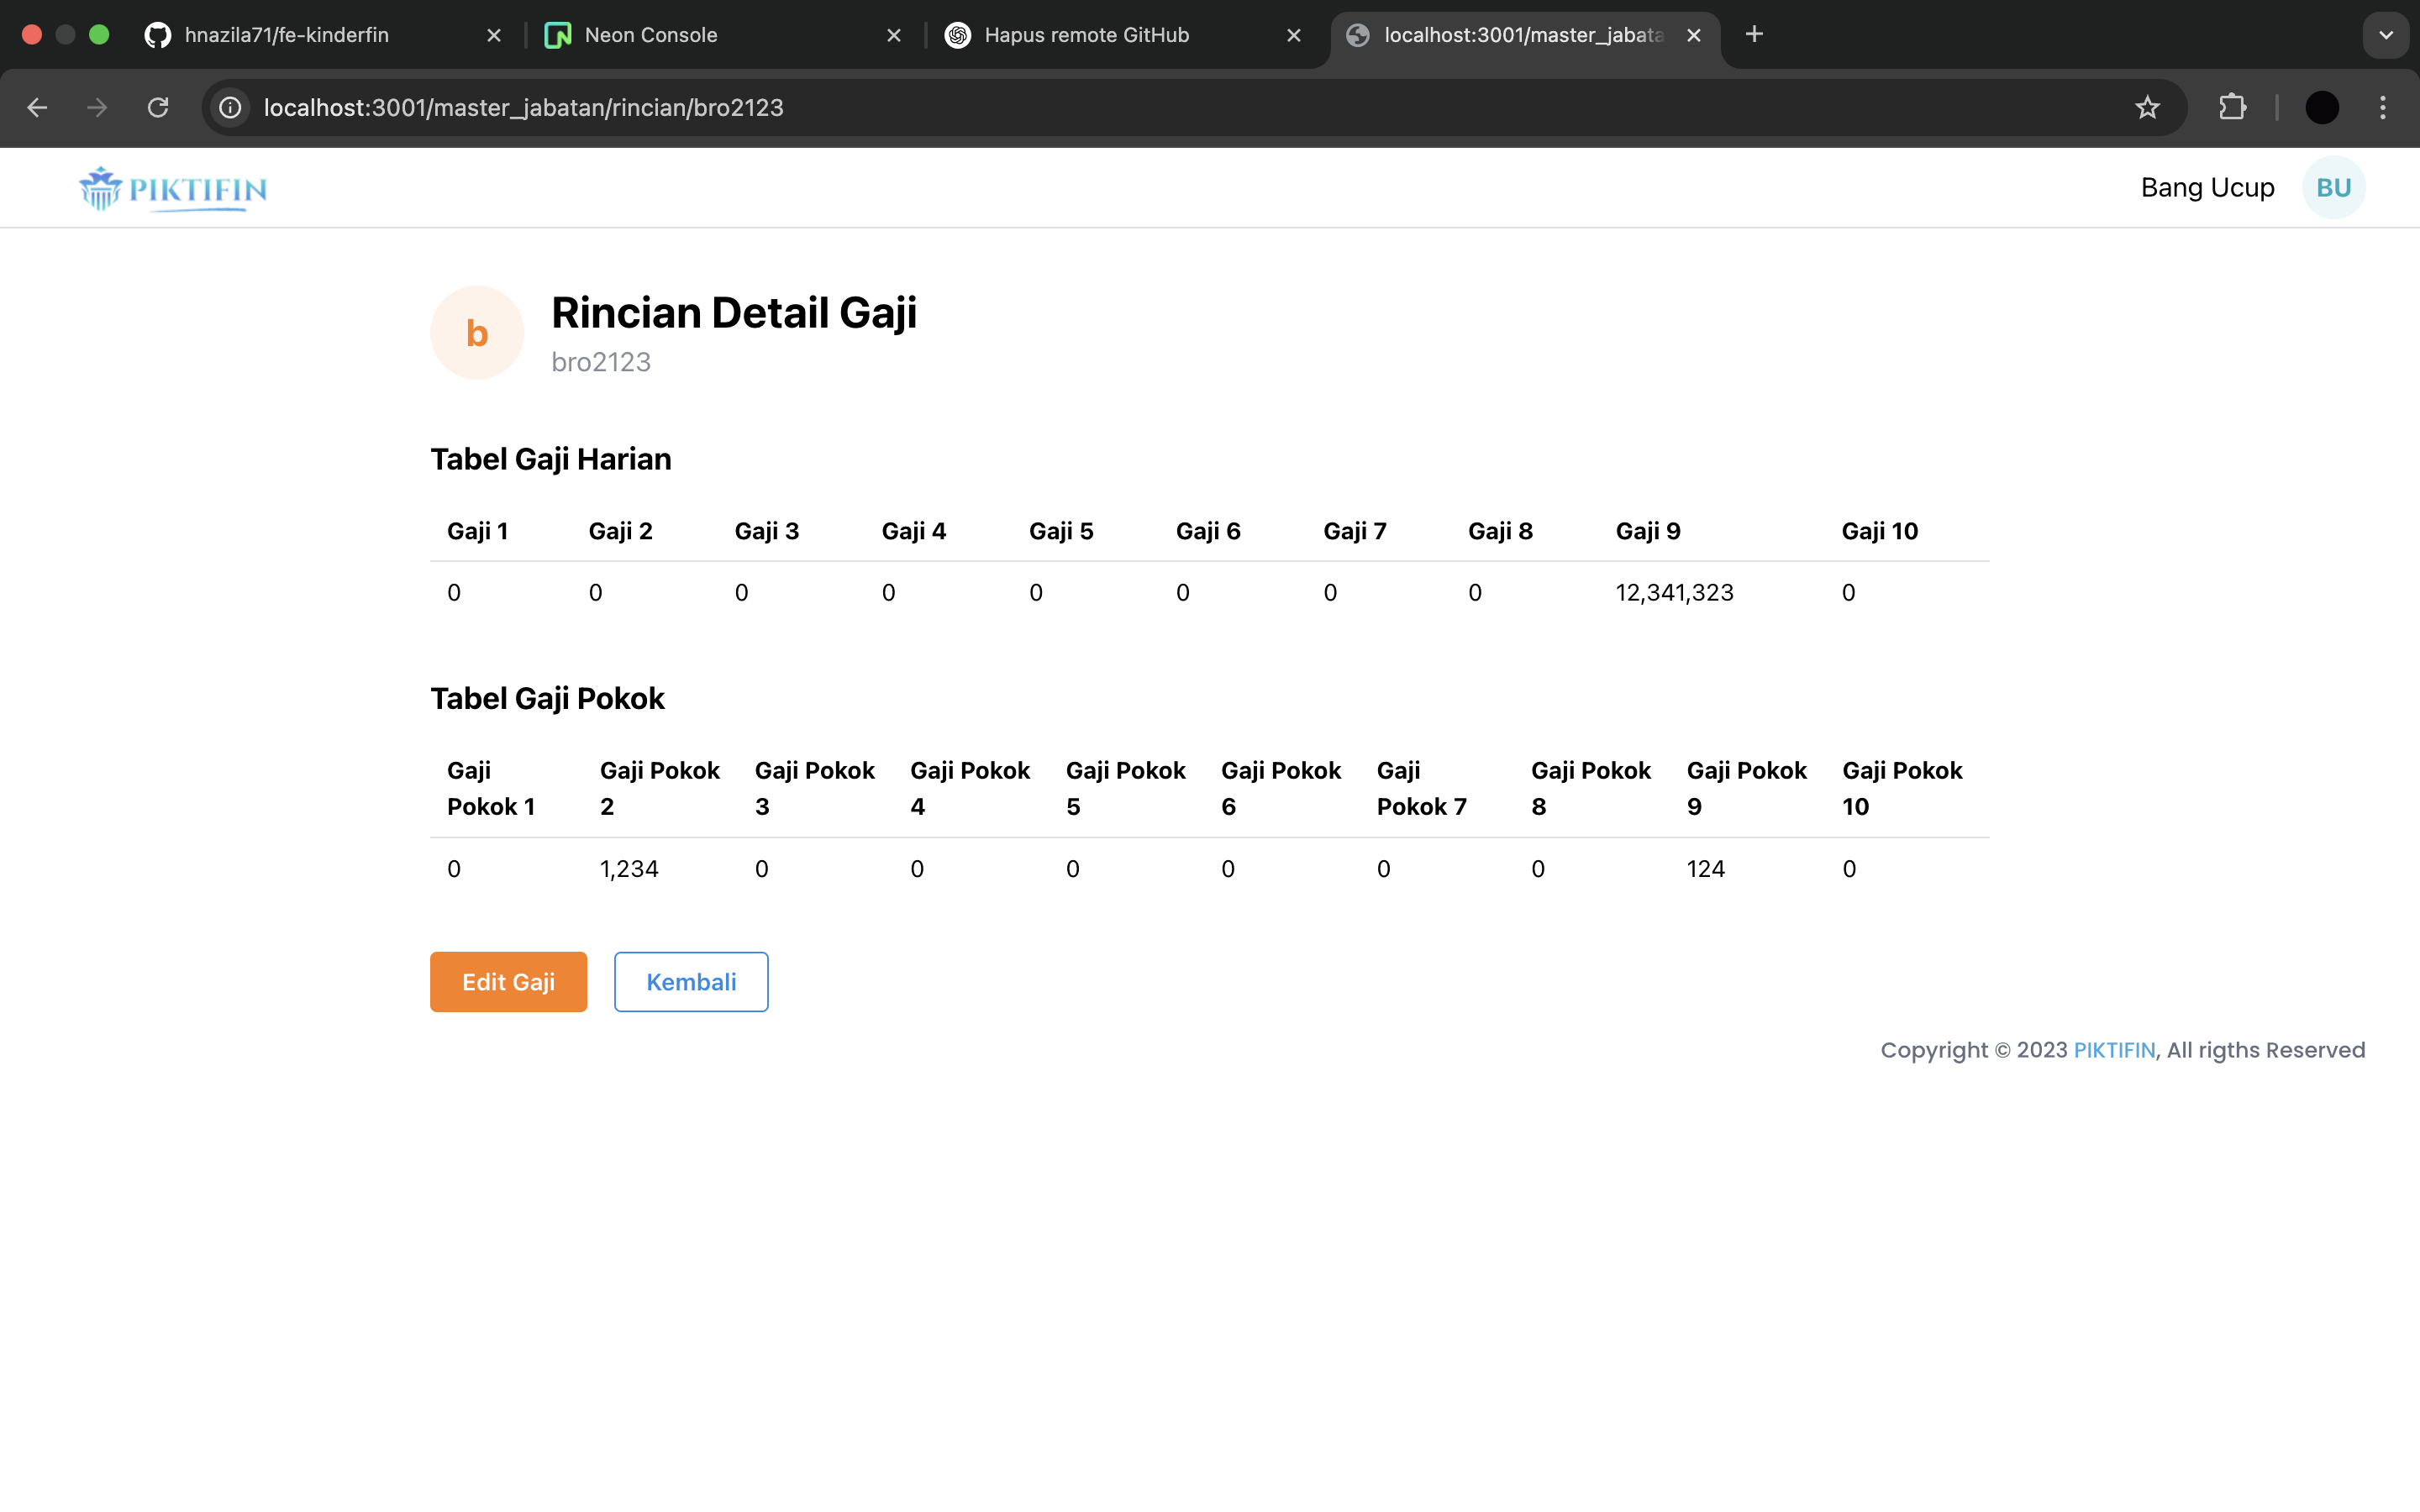 hnazila71/fe-kinderfin
Neon Console
Hapus remote GitHub
localhost:3001/master_jabata
localhost:3001/master_jabatan/rincian/bro2123
PIKTIFIN
Bang Ucup
BU
b
Rincian Detail Gaji
bro2123
Tabel Gaji Harian
Gaji 1 Gaji 2 Gaji 3 Gaji 4 Gaji 5 Gaji 6 Gaji 7 Gaji 8 Gaji 9 Gaji 10
0 0 0 0 0 0 0 0 12,341,323 0
Tabel Gaji Pokok
Gaji Gaji Pokok Gaji Pokok Gaji Pokok Gaji Pokok Gaji Pokok Gaji Gaji Pokok Gaji Pokok Gaji Pokok
Pokok 1 2 3 4 5 6 Pokok 7 8 9 10
0 1,234 0 0 0 0 0 0 124 0
Edit Gaji Kembali
Copyright © 2023 PIKTIFIN, All rigths Reserved